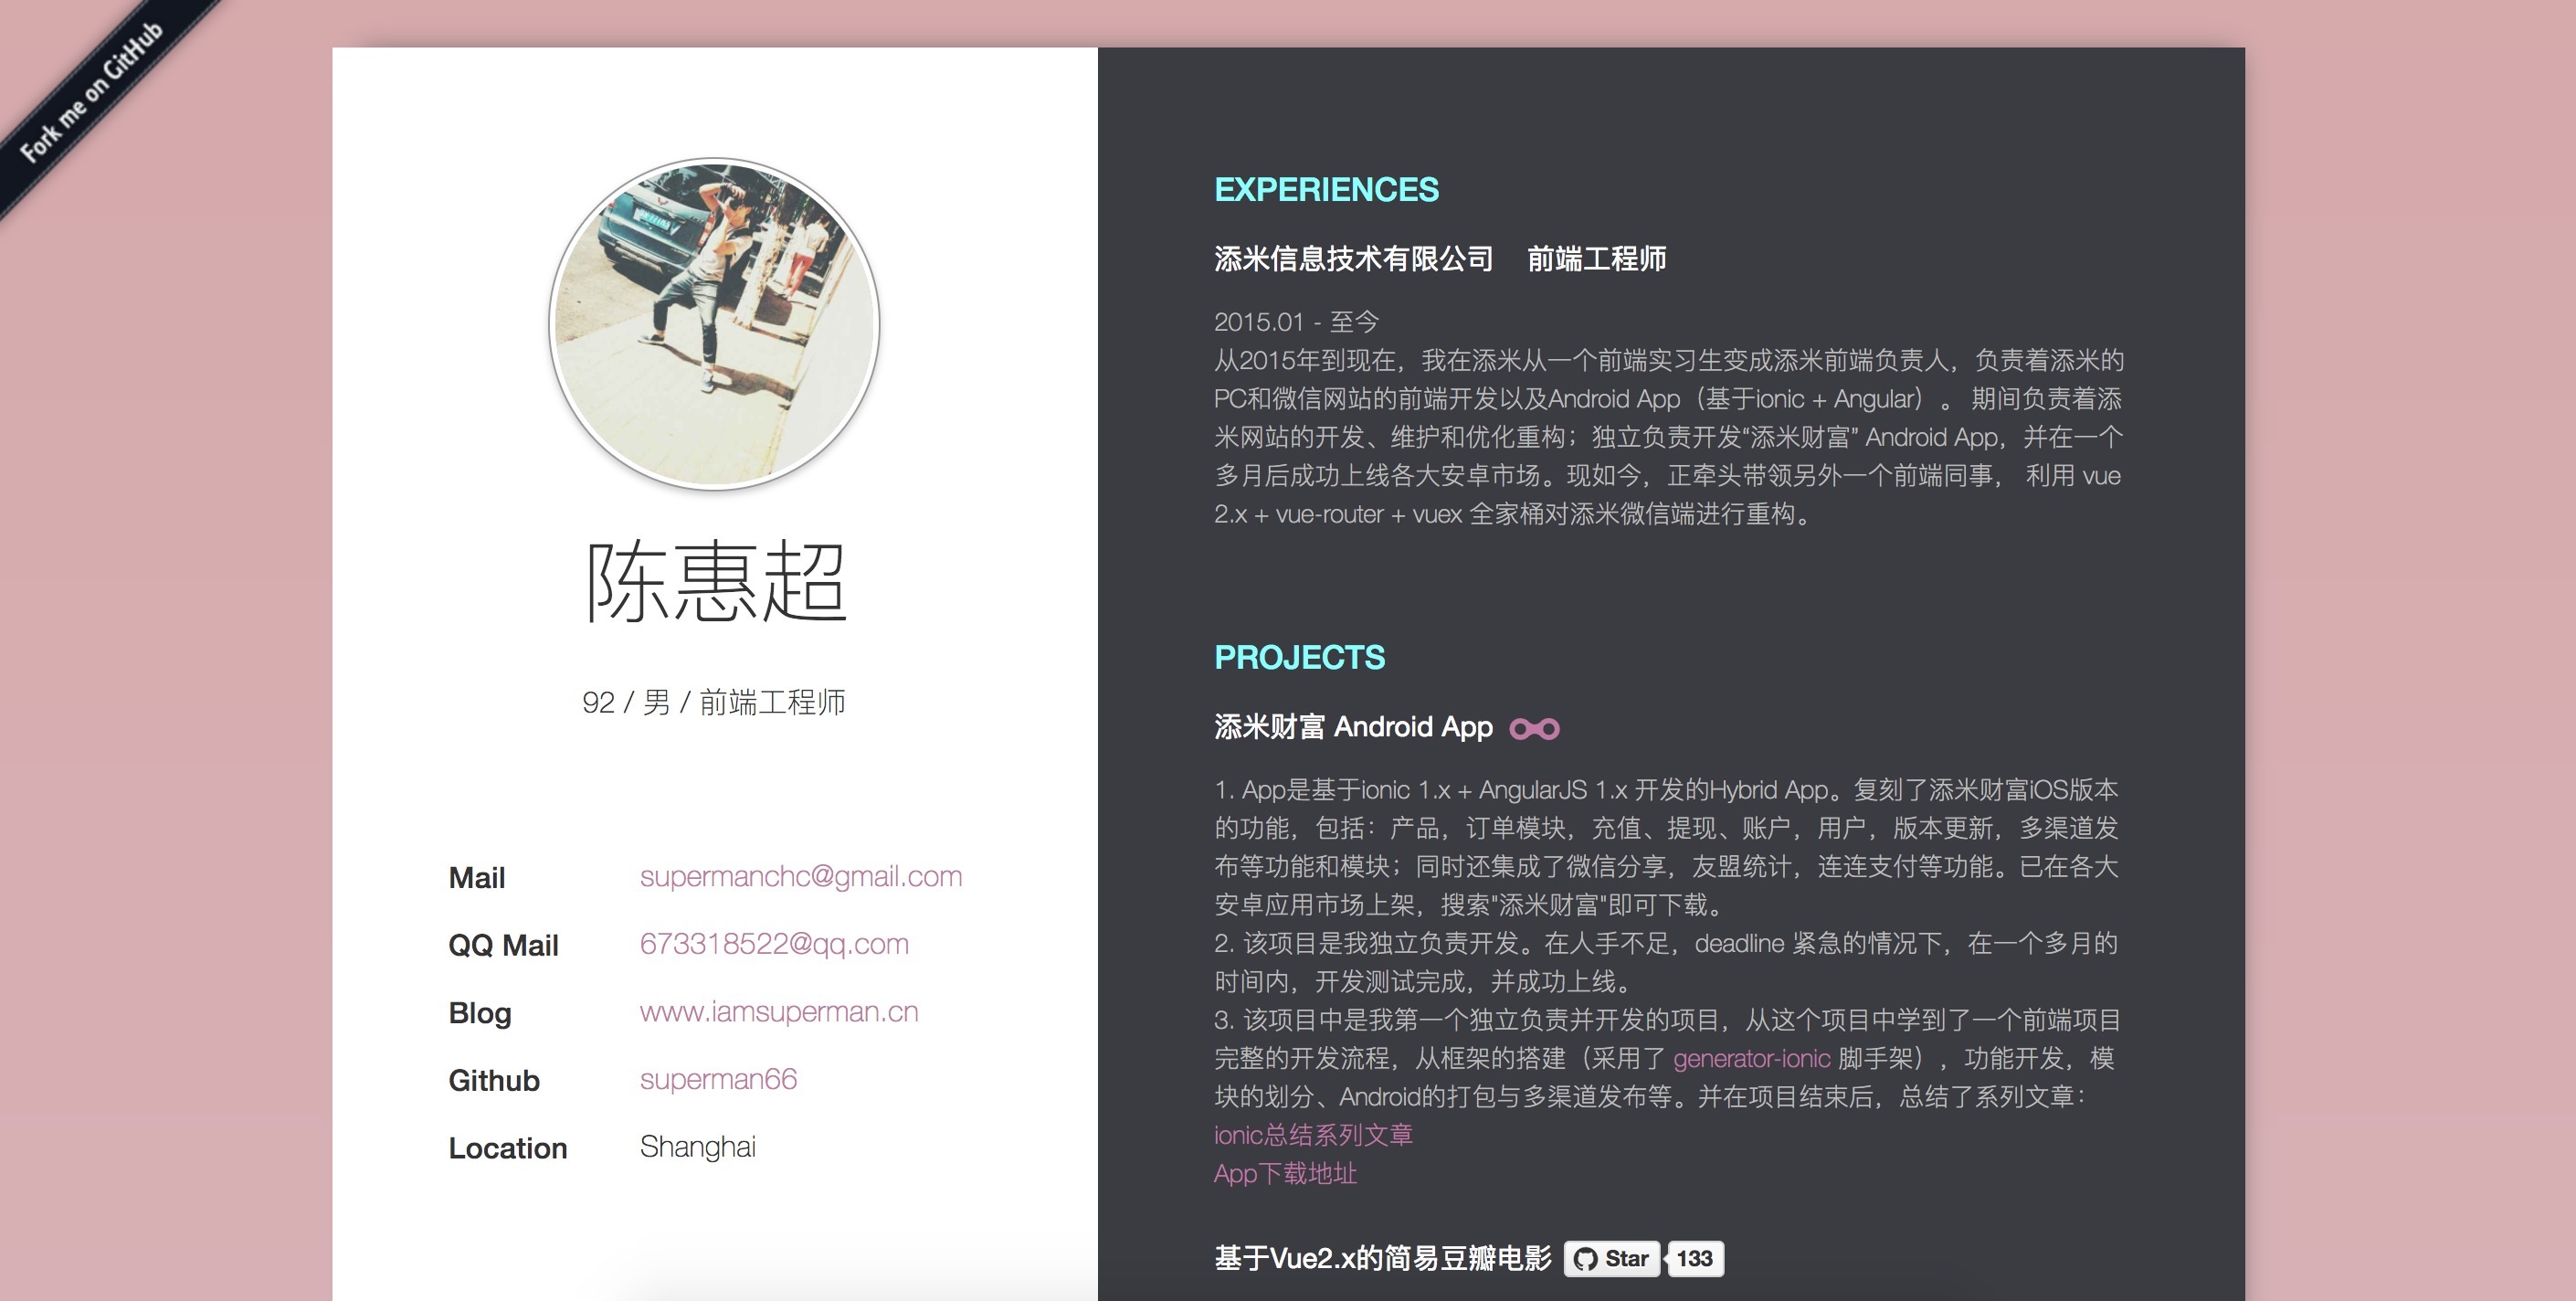 Fork me on GitHub
陈惠超
92 / 男 / 前端工程师
Mail supermanchc@gmail.com
QQ Mail 673318522@qq.com
Blog www.iamsuperman.cn
Github superman66
Location Shanghai
EXPERIENCES
添米信息技术有限公司 前端工程师
2015.01 - 至今
从2015年到现在，我在添米从一个前端实习生变成添米前端负责人，负责着添米的
PC和微信网站的前端开发以及Android App（基于ionic + Angular）。 期间负责着添
米网站的开发、维护和优化重构；独立负责开发“添米财富” Android App，并在一个
多月后成功上线各大安卓市场。现如今，正牵头带领另外一个前端同事， 利用 vue
2.x + vue-router + vuex 全家桶对添米微信端进行重构。
PROJECTS
添米财富 Android App
1. App是基于ionic 1.x + AngularJS 1.x 开发的Hybrid App。复刻了添米财富iOS版本
的功能，包括：产品，订单模块，充值、提现、账户，用户，版本更新，多渠道发
布等功能和模块；同时还集成了微信分享，友盟统计，连连支付等功能。已在各大
安卓应用市场上架，搜索"添米财富"即可下载。
2. 该项目是我独立负责开发。在人手不足，deadline 紧急的情况下，在一个多月的
时间内，开发测试完成，并成功上线。
3. 该项目中是我第一个独立负责并开发的项目，从这个项目中学到了一个前端项目
完整的开发流程，从框架的搭建（采用了 generator-ionic 脚手架），功能开发，模
块的划分、Android的打包与多渠道发布等。并在项目结束后，总结了系列文章：
ionic总结系列文章
App下载地址
基于Vue2.x的简易豆瓣电影 Star 133